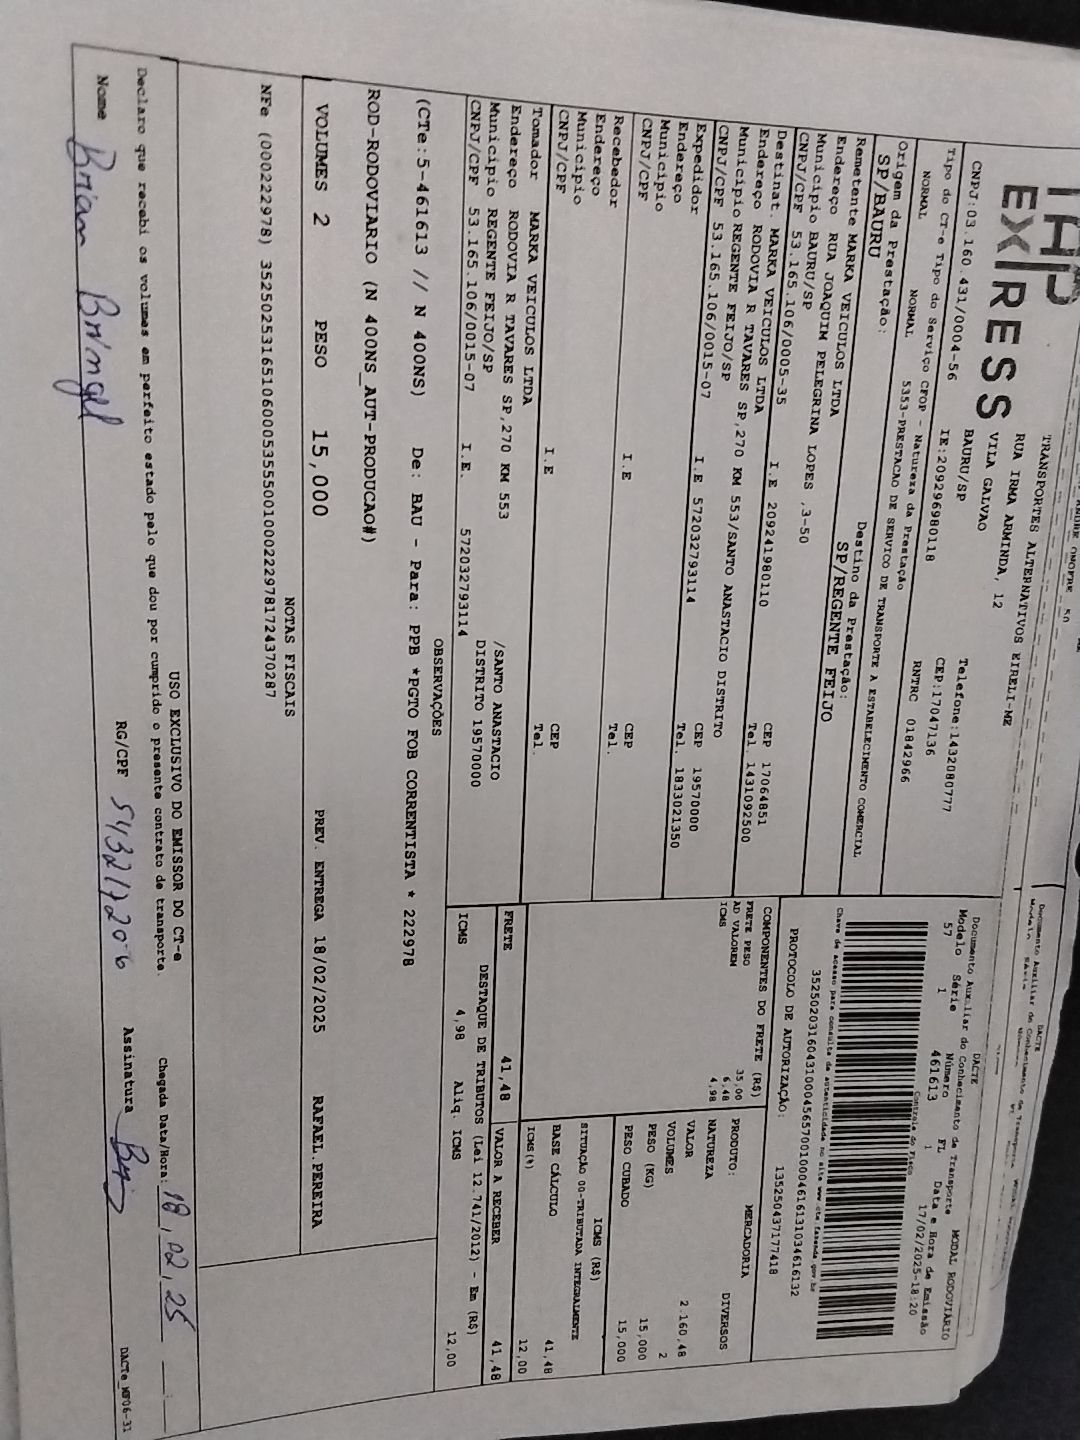 TRANSPORTES ALTERNATIVOS EIRELI-ME
RUA IRMA ARMINDA, 12
VILA GALVAO
BAURU/SP
EXPRESS
Telefone:1432080777
CEP:17047136
CNPJ:03.160.431/0004-56 IE:209296980118
RNTRC 01842966
Tipo do CT-e Tipo do Serviço CFOP - Natureza da Prestação
NORMAL NORMAL 5353-PRESTACAO DE SERVICO DE TRANSPORTE A ESTABELECIMENTO COMERCIAL
Origem da Prestação: Destino da Prestação:
SP/BAURU SP/REGENTE FEIJO
DACTE
Documento Auxiliar do Conhecimento de Transporte MODAL RODOVIÁRIO
Modelo Série Número FL Data e Hora de Emissão
57 1 461613 1 17/02/2025-18:20
Controle do Fisco
Chave de acesso para consulta de autenticidade no site www.cte.fazenda.gov.br
35250203160431000456570010004616131034616132
PROTOCOLO DE AUTORIZAÇÃO: 135250437177418
Remetente MARKA VEICULOS LTDA
Endereço RUA JOAQUIM PELEGRINA LOPES ,3-50
Município BAURU/SP CEP 17064851
CNPJ/CPF 53.165.106/0005-35 I.E 209241980110 Tel. 1431092500
Destinat. MARKA VEICULOS LTDA
Endereço RODOVIA R TAVARES SP,270 KM 553/SANTO ANASTACIO DISTRITO
Município REGENTE FEIJO/SP CEP 19570000
CNPJ/CPF 53.165.106/0015-07 I.E 572032793114 Tel. 1833021350
Expedidor
Endereço
Município CEP
CNPJ/CPF I.E Tel.
Recebedor
Endereço
Município CEP
CNPJ/CPF I.E Tel.
Tomador MARKA VEICULOS LTDA
Endereço RODOVIA R TAVARES SP,270 KM 553 /SANTO ANASTACIO
Município REGENTE FEIJO/SP DISTRITO 19570000
CNPJ/CPF 53.165.106/0015-07 I.E. 572032793114
COMPONENTES DO FRETE (R$)
FRETE PESO 35,00
AD VALOREM 6,48
ICMS 4,98
PRODUTO: MERCADORIA
NATUREZA DIVERSOS
VALOR 2.160,48
VOLUMES 2
PESO (KG) 15,000
PESO CUBADO 15,000
ICMS (R$)
SITUAÇÃO 00-TRIBUTADA INTEGRALMENTE
BASE CÁLCULO 41,48
ICMS(%) 12,00
FRETE 41,48 VALOR A RECEBER 41,48
DESTAQUE DE TRIBUTOS (Lei 12.741/2012) - Em (R$)
ICMS 4,98 Aliq. ICMS 12,00
OBSERVAÇÕES
(CTe:5-461613 // N 400NS) De: BAU - Para: PPB *PGTO FOB CORRENTISTA * 222978
ROD-RODOVIARIO (N 400NS_AUT-PRODUCAO#)
VOLUMES 2 PESO 15,000 PREV. ENTREGA 18/02/2025 RAFAEL.PEREIRA
NOTAS FISCAIS
NFe (000222978) 35250253165106000535550010002229781724370287
USO EXCLUSIVO DO EMISSOR DO CT-e
Declaro que recebi os volumes em perfeito estado pelo que dou por cumprido o presente contrato de transporte. Chegada Data/Hora: 18,02,25
Nome Brian Bringel RG/CPF Assinatura